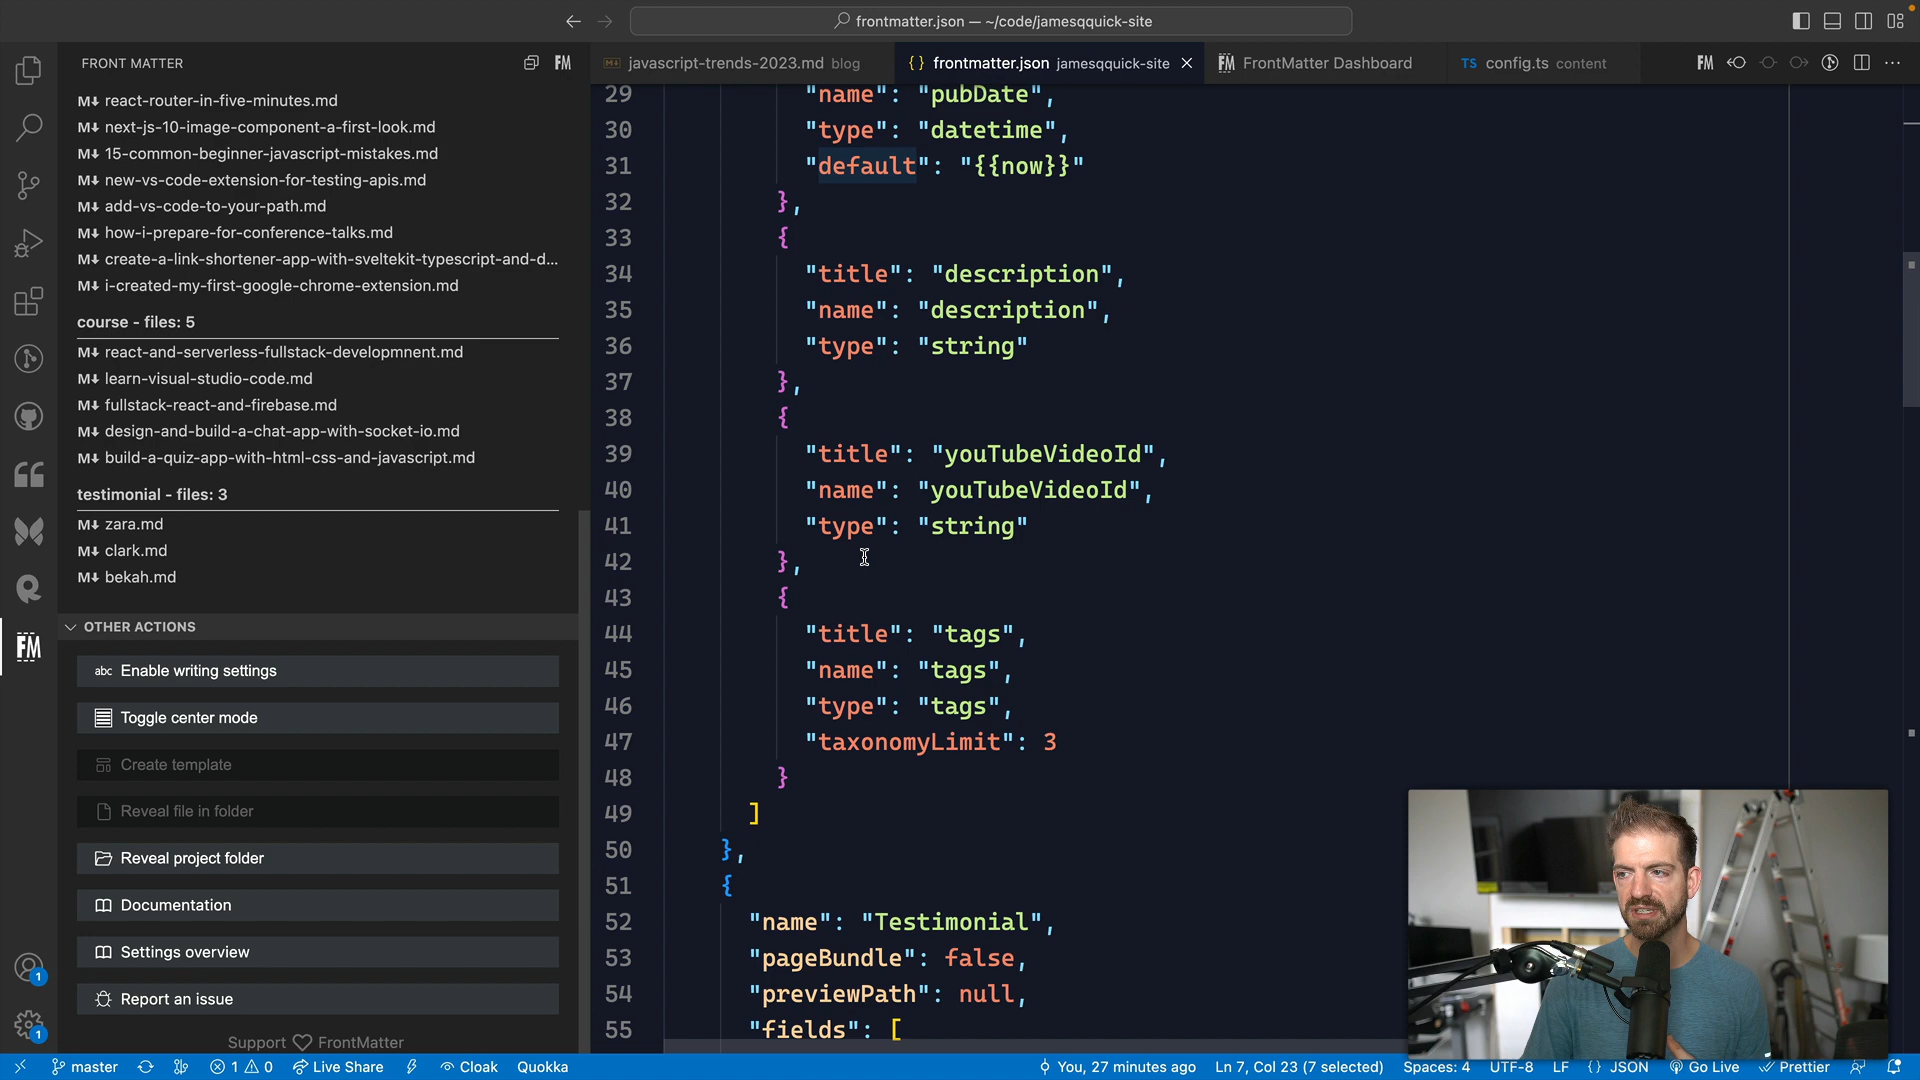 frontmatter.json — ~/code/jamesqquick-site
FRONT MATTER
FM
javascript-trends-2023.md blog
{ } frontmatter.json jamesqquick-site
FM FrontMatter Dashboard
TS config.ts content
FM
M↓ react-router-in-five-minutes.md
M↓ next-js-10-image-component-a-first-look.md
M↓ 15-common-beginner-javascript-mistakes.md
M↓ new-vs-code-extension-for-testing-apis.md
M↓ add-vs-code-to-your-path.md
M↓ how-i-prepare-for-conference-talks.md
M↓ create-a-link-shortener-app-with-sveltekit-typescript-and-d...
M↓ i-created-my-first-google-chrome-extension.md
course - files: 5
M↓ react-and-serverless-fullstack-developmnent.md
M↓ learn-visual-studio-code.md
M↓ fullstack-react-and-firebase.md
M↓ design-and-build-a-chat-app-with-socket-io.md
M↓ build-a-quiz-app-with-html-css-and-javascript.md
testimonial - files: 3
M↓ zara.md
M↓ clark.md
M↓ bekah.md
FM
OTHER ACTIONS
abc Enable writing settings
Toggle center mode
Create template
Reveal file in folder
Reveal project folder
Documentation
Settings overview
Report an issue
Support FrontMatter
1
1
29 "name": "pubDate",
30 "type": "datetime",
31 "default": "{{now}}"
32 },
33 {
34 "title": "description",
35 "name": "description",
36 "type": "string"
37 },
38 {
39 "title": "youTubeVideoId",
40 "name": "youTubeVideoId",
41 "type": "string"
42 },
43 {
44 "title": "tags",
45 "name": "tags",
46 "type": "tags",
47 "taxonomyLimit": 3
48 }
49 ]
50 },
51 {
52 "name": "Testimonial",
53 "pageBundle": false,
54 "previewPath": null,
55 "fields": [
master 1 0 Live Share Cloak Quokka You, 27 minutes ago Ln 7, Col 23 (7 selected) Spaces: 4 UTF-8 LF { } JSON Go Live Prettier